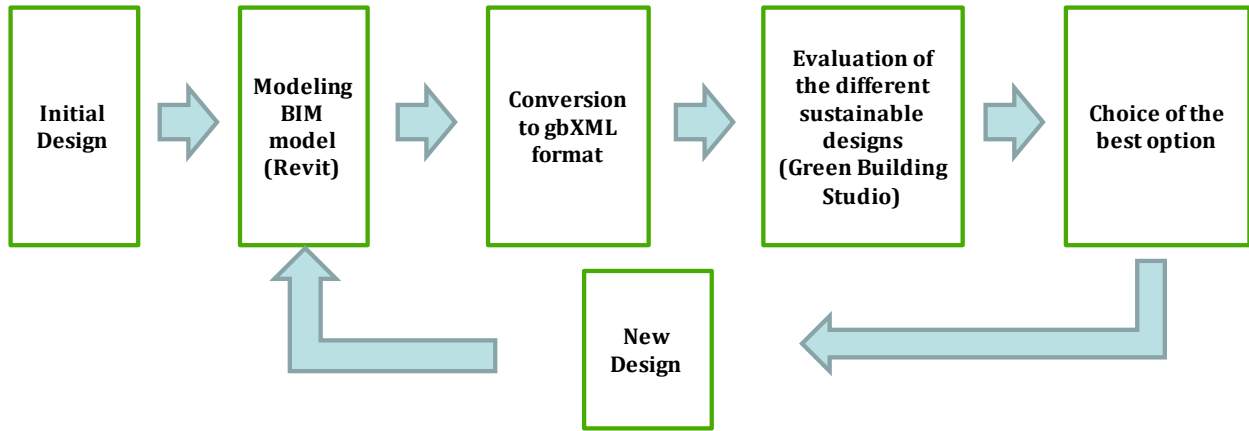 Initial
Design
Modeling
BIM
model
(Revit)
Conversion
to gbXML
format
Evaluation of
the different
sustainable
designs
(Green Building
Studio)
Choice of the
best option
New
Design